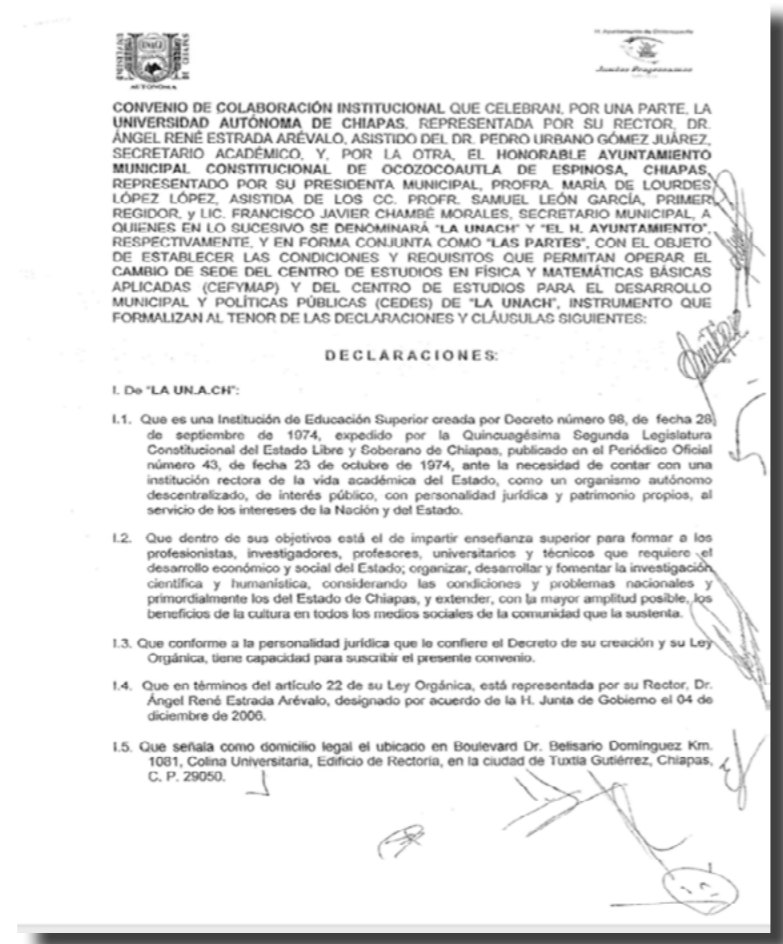 AUTONOMA
H. Ayuntamiento de Ocozocoautla
Juntos Progresamos
CONVENIO DE COLABORACIÓN INSTITUCIONAL QUE CELEBRAN, POR UNA PARTE, LA
UNIVERSIDAD AUTÓNOMA DE CHIAPAS, REPRESENTADA POR SU RECTOR, DR.
ÁNGEL RENÉ ESTRADA ARÉVALO, ASISTIDO DEL DR. PEDRO URBANO GÓMEZ JUÁREZ,
SECRETARIO ACADÉMICO, Y, POR LA OTRA, EL HONORABLE AYUNTAMIENTO
MUNICIPAL CONSTITUCIONAL DE OCOZOCOAUTLA DE ESPINOSA, CHIAPAS,
REPRESENTADO POR SU PRESIDENTA MUNICIPAL, PROFRA. MARÍA DE LOURDES
LÓPEZ LÓPEZ, ASISTIDA DE LOS CC. PROFR. SAMUEL LEÓN GARCÍA, PRIMER
REGIDOR, y LIC. FRANCISCO JAVIER CHAMBÉ MORALES, SECRETARIO MUNICIPAL, A
QUIENES EN LO SUCESIVO SE DENOMINARÁ "LA UNACH" Y "EL H. AYUNTAMIENTO",
RESPECTIVAMENTE, Y EN FORMA CONJUNTA COMO "LAS PARTES", CON EL OBJETO
DE ESTABLECER LAS CONDICIONES Y REQUISITOS QUE PERMITAN OPERAR EL
CAMBIO DE SEDE DEL CENTRO DE ESTUDIOS EN FÍSICA Y MATEMÁTICAS BÁSICAS
APLICADAS (CEFYMAP) Y DEL CENTRO DE ESTUDIOS PARA EL DESARROLLO
MUNICIPAL Y POLÍTICAS PÚBLICAS (CEDES) DE "LA UNACH", INSTRUMENTO QUE
FORMALIZAN AL TENOR DE LAS DECLARACIONES Y CLÁUSULAS SIGUIENTES:
DECLARACIONES:
I. De "LA UN.A.CH":
I.1. Que es una Institución de Educación Superior creada por Decreto número 98, de fecha 28
de septiembre de 1974, expedido por la Quincuagésima Segunda Legislatura
Constitucional del Estado Libre y Soberano de Chiapas, publicado en el Periódico Oficial
número 43, de fecha 23 de octubre de 1974, ante la necesidad de contar con una
institución rectora de la vida académica del Estado, como un organismo autónomo
descentralizado, de interés público, con personalidad jurídica y patrimonio propios, al
servicio de los intereses de la Nación y del Estado.
I.2. Que dentro de sus objetivos está el de impartir enseñanza superior para formar a los
profesionistas, investigadores, profesores, universitarios y técnicos que requiere el
desarrollo económico y social del Estado; organizar, desarrollar y fomentar la investigación
científica y humanística, considerando las condiciones y problemas nacionales y
primordialmente los del Estado de Chiapas, y extender, con la mayor amplitud posible, los
beneficios de la cultura en todos los medios sociales de la comunidad que la sustenta.
I.3. Que conforme a la personalidad jurídica que le confiere el Decreto de su creación y su Ley
Orgánica, tiene capacidad para suscribir el presente convenio.
I.4. Que en términos del artículo 22 de su Ley Orgánica, está representada por su Rector, Dr.
Ángel René Estrada Arévalo, designado por acuerdo de la H. Junta de Gobierno el 04 de
diciembre de 2006.
I.5. Que señala como domicilio legal el ubicado en Boulevard Dr. Belisario Domínguez Km.
1081, Colina Universitaria, Edificio de Rectoría, en la ciudad de Tuxtla Gutiérrez, Chiapas,
C. P. 29050.